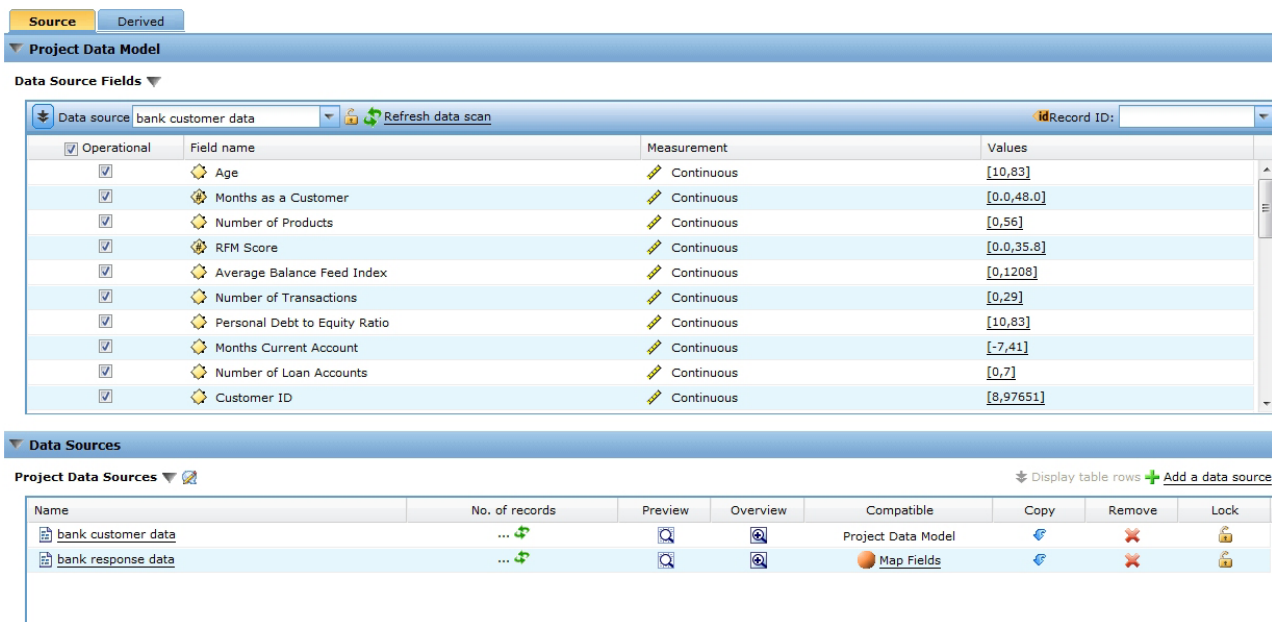 Source Derived
Project Data Model
Data Source Fields
Data source bank customer data Refresh data scan id Record ID:
Operational Field name Measurement Values
Age Continuous [10,83]
# Months as a Customer Continuous [0.0,48.0]
Number of Products Continuous [0,56]
# RFM Score Continuous [0.0,35.8]
Average Balance Feed Index Continuous [0,1208]
Number of Transactions Continuous [0,29]
Personal Debt to Equity Ratio Continuous [10,83]
Months Current Account Continuous [-7,41]
Number of Loan Accounts Continuous [0,7]
Customer ID Continuous [8,97651]
Data Sources
Project Data Sources Display table rows Add a data source
Name No. of records Preview Overview Compatible Copy Remove Lock
bank customer data ... Project Data Model
bank response data ... Map Fields